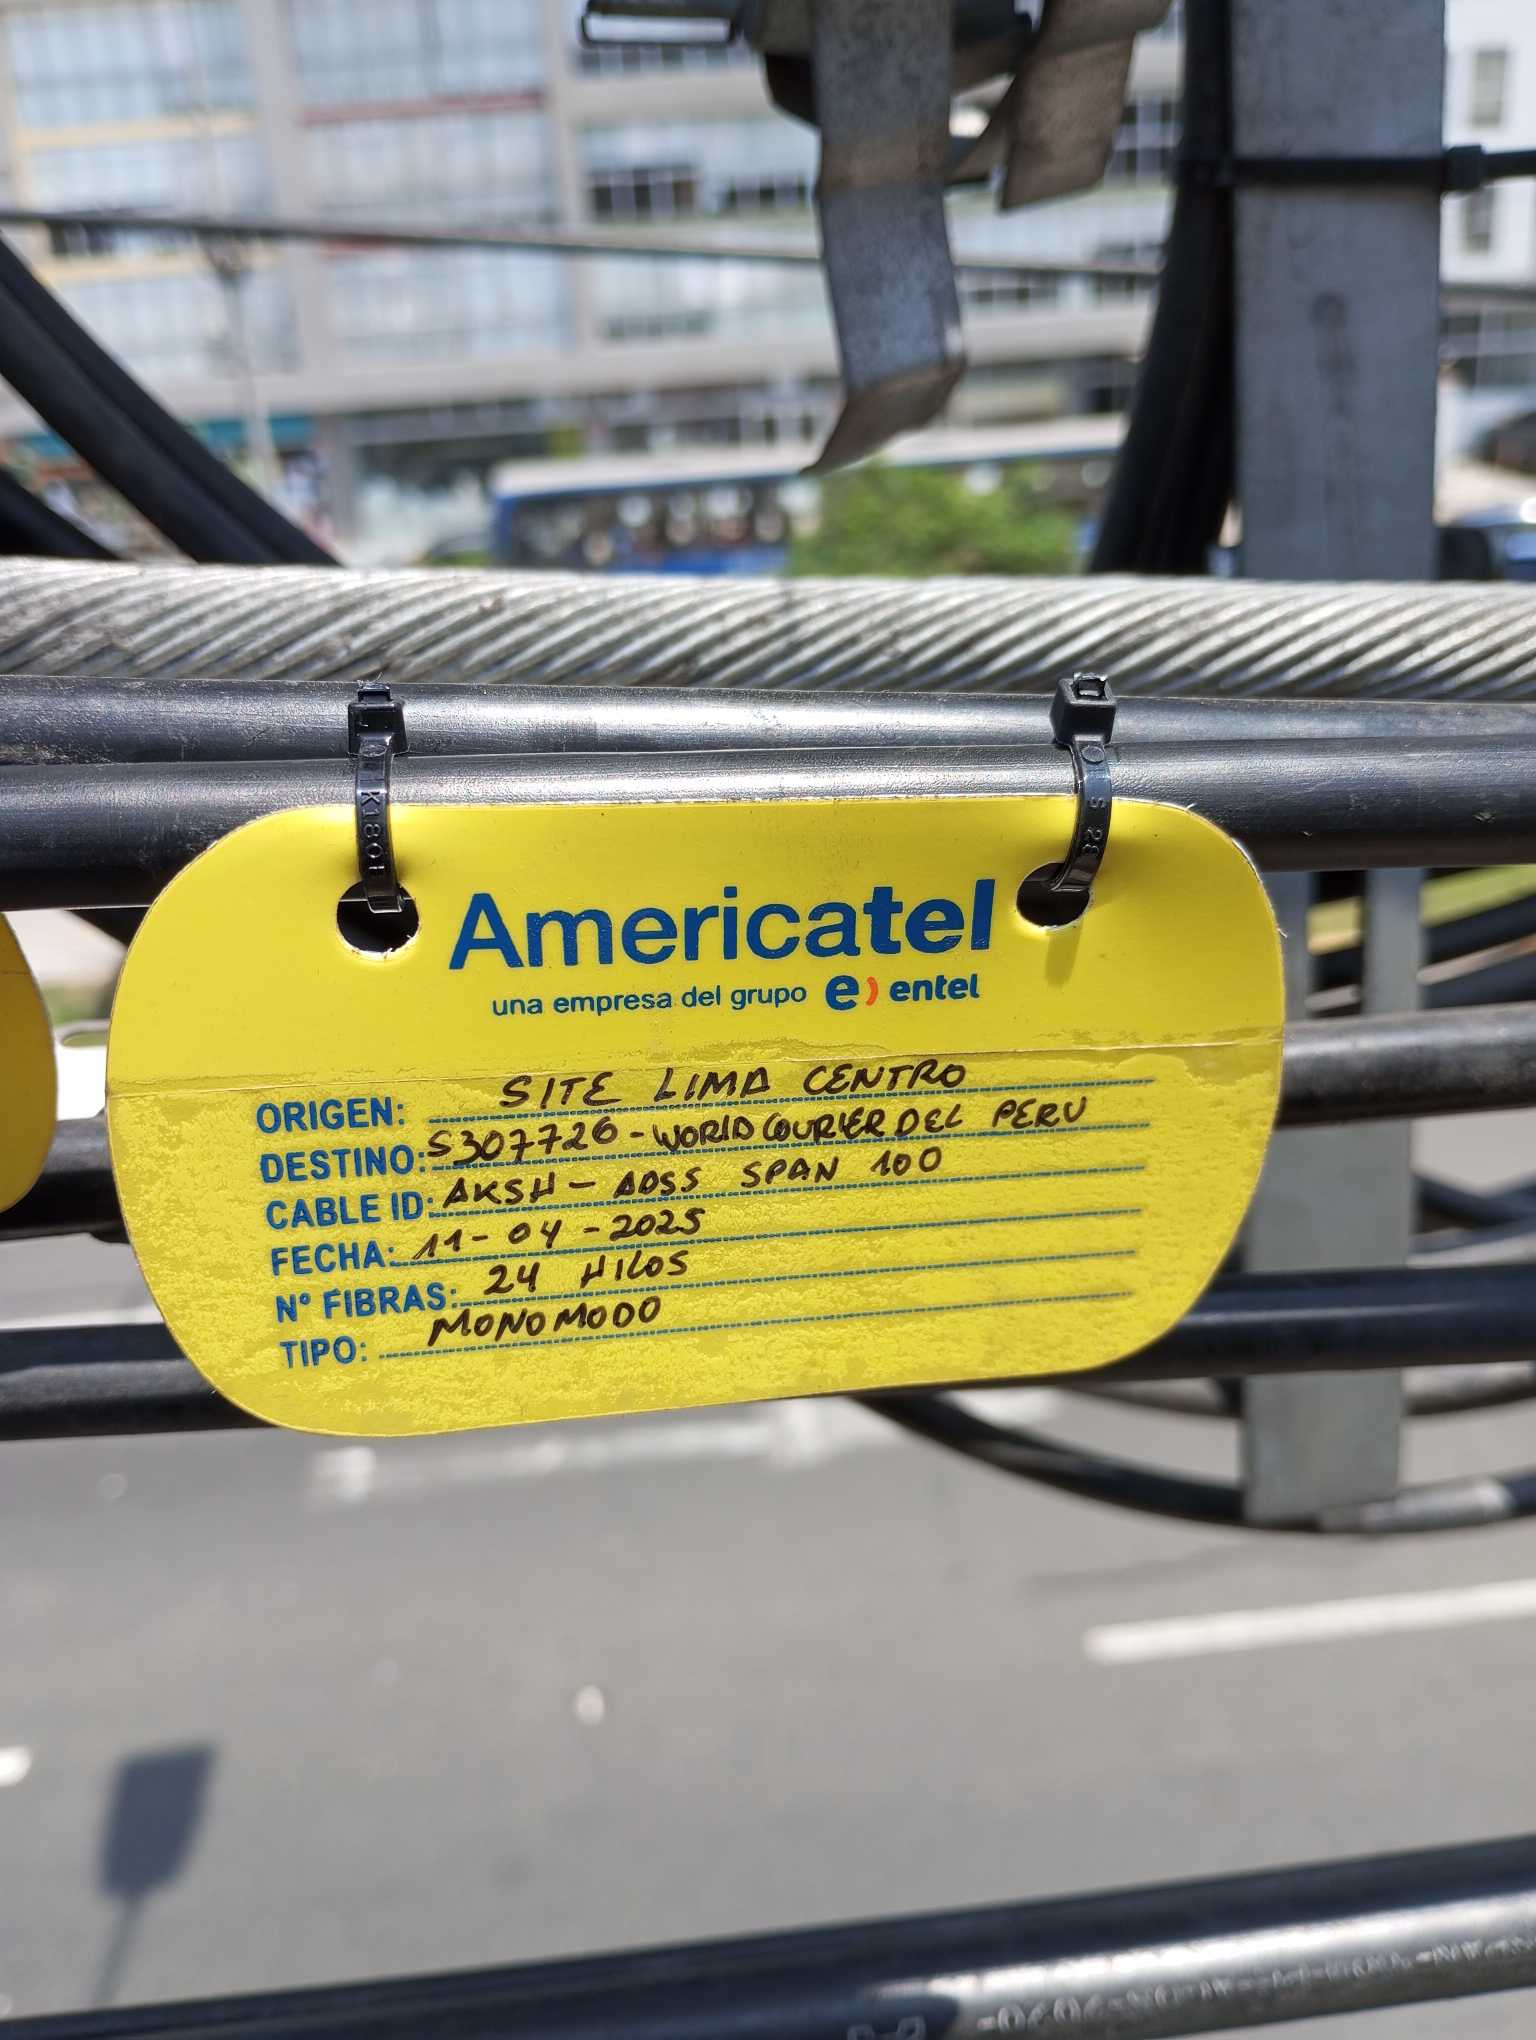 Americatel
una empresa del grupo e) entel
ORIGEN: SITE LIMA CENTRO
DESTINO: S307726 - WORLD COURIER DEL PERU
CABLE ID: AKSH - ADSS SPAN 100
FECHA: 11-04-2025
N° FIBRAS: 24 HILOS
TIPO: MONOMODO